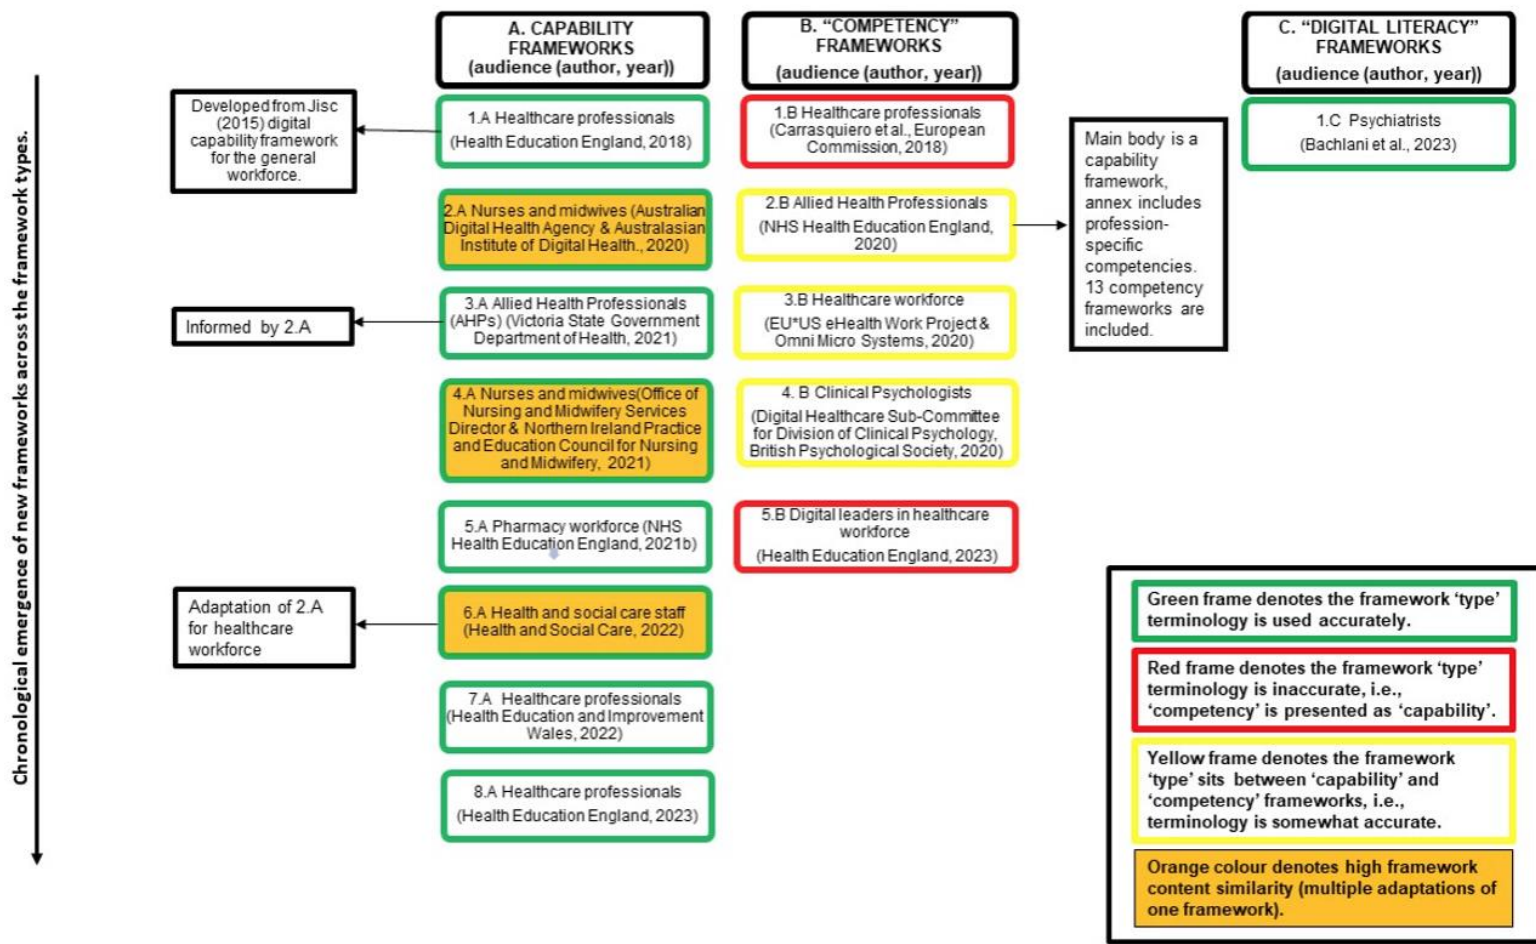 Chronological emergence of new frameworks across the framework types.
A. CAPABILITY
FRAMEWORKS
(audience (author, year))
B. “COMPETENCY”
FRAMEWORKS
(audience (author, year))
C. “DIGITAL LITERACY”
FRAMEWORKS
(audience (author, year))
Developed from Jisc
(2015) digital
capability framework
for the general
workforce.
1.A Healthcare professionals
(Health Education England, 2018)
1.B Healthcare professionals
(Carrasquiero et al., European
Commission, 2018)
1.C Psychiatrists
(Bachlani et al., 2023)
2.A Nurses and midwives (Australian
Digital Health Agency & Australasian
Institute of Digital Health., 2020)
2.B Allied Health Professionals
(NHS Health Education England,
2020)
Main body is a
capability
framework,
annex includes
profession-
specific
competencies.
13 competency
frameworks are
included.
Informed by 2.A
3.A Allied Health Professionals
(AHPs) (Victoria State Government
Department of Health, 2021)
3.B Healthcare workforce
(EU*US eHealth Work Project &
Omni Micro Systems, 2020)
4.A Nurses and midwives(Office of
Nursing and Midwifery Services
Director & Northern Ireland Practice
and Education Council for Nursing
and Midwifery, 2021)
4. B Clinical Psychologists
(Digital Healthcare Sub-Committee
for Division of Clinical Psychology,
British Psychological Society, 2020)
5.A Pharmacy workforce (NHS
Health Education England, 2021b)
5.B Digital leaders in healthcare
workforce
(Health Education England, 2023)
Adaptation of 2.A
for healthcare
workforce
6.A Health and social care staff
(Health and Social Care, 2022)
7.A Healthcare professionals
(Health Education and Improvement
Wales, 2022)
8.A Healthcare professionals
(Health Education England, 2023)
Green frame denotes the framework ‘type’
terminology is used accurately.
Red frame denotes the framework ‘type’
terminology is inaccurate, i.e.,
‘competency’ is presented as ‘capability’.
Yellow frame denotes the framework
‘type’ sits between ‘capability’ and
‘competency’ frameworks, i.e.,
terminology is somewhat accurate.
Orange colour denotes high framework
content similarity (multiple adaptations of
one framework).